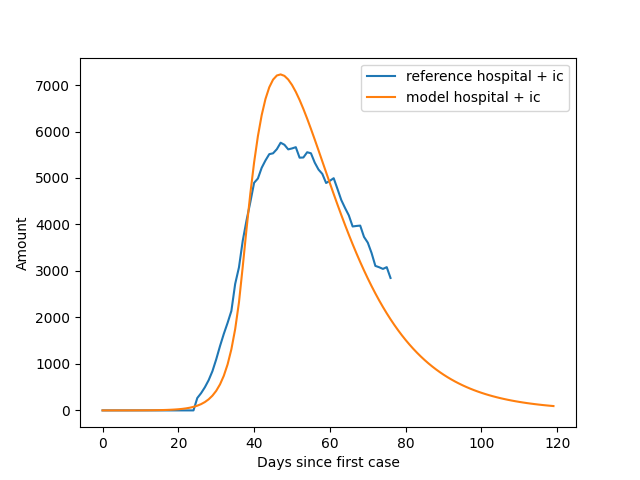 reference hospital + ic
model hospital + ic
7000
6000
5000
4000
3000
2000
1000
0
Amount
0 20 40 60 80 100 120
Days since first case